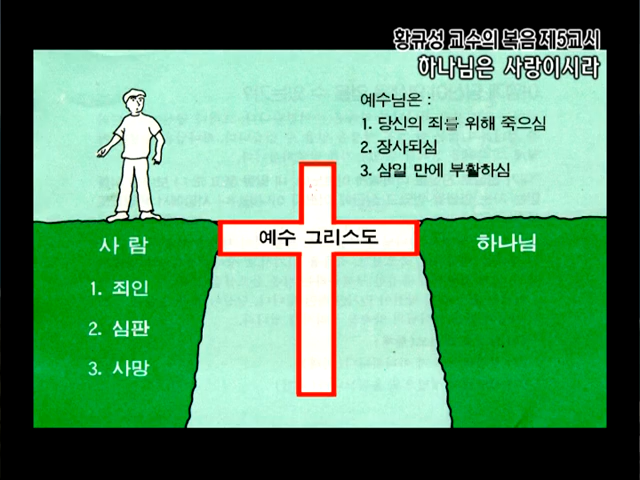 황규성 교수의 복음 제5교시
하나님은 사랑이시라
예수님은 :
1. 당신의 죄를 위해 죽으심
2. 장사되심
3. 삼일 만에 부활하심
예수 그리스도
사 람
1. 죄인
2. 심판
3. 사망
하나님